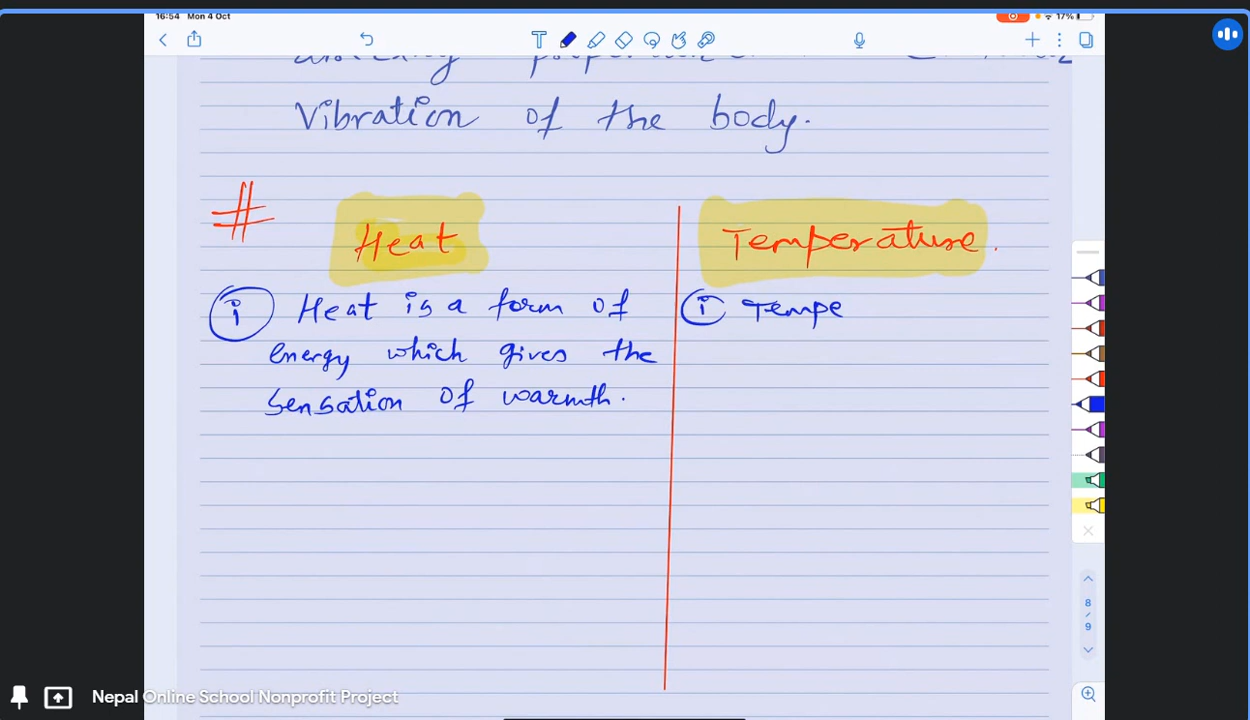 16:54 Mon 4 Oct
17%
T
Vibration of the body.
# Heat Temperature.
i Heat is a form of
energy which gives the
sensation of warmth.
i Tempe
8
/
9
Nepal Online School Nonprofit Project